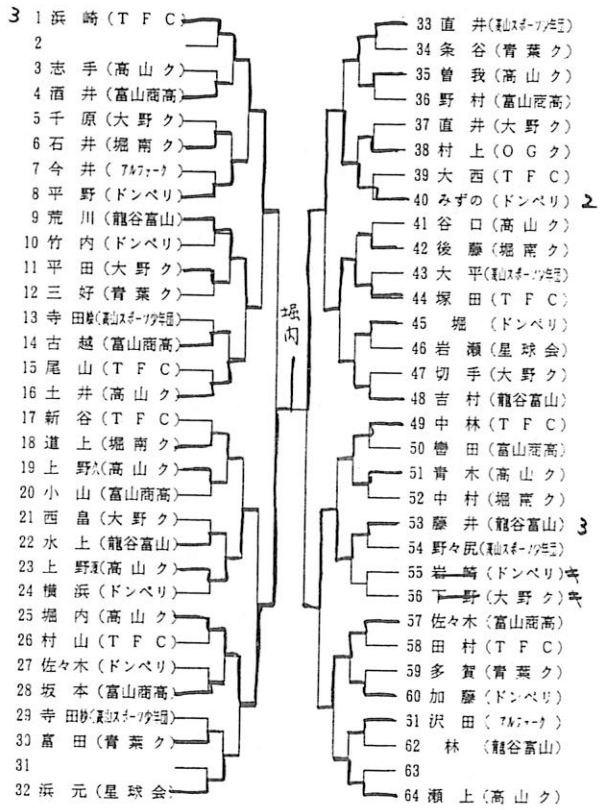 3
1 浜崎 (TFC)
2
3 志手 (高山ク)
4 酒井 (富山商高)
5 千原 (大野ク)
6 石井 (堀南ク)
7 今井 (アルファーク)
8 平野 (ドンペリ)
9 荒川 (龍谷富山)
10 竹内 (ドンペリ)
11 平田 (大野ク)
12 三好 (青葉ク)
13 寺田 (高山スポーツ少年団)
14 古越 (富山商高)
15 尾山 (TFC)
16 土井 (高山ク)
17 新谷 (TFC)
18 道上 (堀南ク)
19 上野久 (高山ク)
20 小山 (富山商高)
21 西畠 (大野ク)
22 水上 (龍谷富山)
23 上野 (高山ク)
24 横浜 (ドンペリ)
25 堀内 (高山ク)
26 村山 (TFC)
27 佐々木 (ドンペリ)
28 坂本 (富山商高)
29 寺田 (高山スポーツ少年団)
30 富田 (青葉ク)
31
32 浜元 (星球会)
堀内
33 直井 (高山スポーツ少年団)
34 条谷 (青葉ク)
35 曽我 (高山ク)
36 野村 (富山商高)
37 直井 (大野ク)
38 村上 (OGク)
39 大西 (TFC)
40 みずの (ドンペリ) 2
41 谷口 (高山ク)
42 後藤 (堀南ク)
43 大平 (高山スポーツ少年団)
44 塚田 (TFC)
45 堀 (ドンペリ)
46 岩瀬 (星球会)
47 切手 (大野ク)
48 吉村 (龍谷富山)
49 中林 (TFC)
50 田 (富山商高)
51 青木 (高山ク)
52 中村 (堀南ク)
53 藤井 (龍谷富山) 3
54 野々尻 (高山スポーツ少年団)
55 岩崎 (ドンペリ) キ
56 下野 (大野ク) キ
57 佐々木 (富山商高)
58 田村 (TFC)
59 多賀 (青葉ク)
60 加藤 (ドンペリ)
61 沢田 (アルファーク)
62 林 (龍谷富山)
63
64 瀬上 (高山ク)